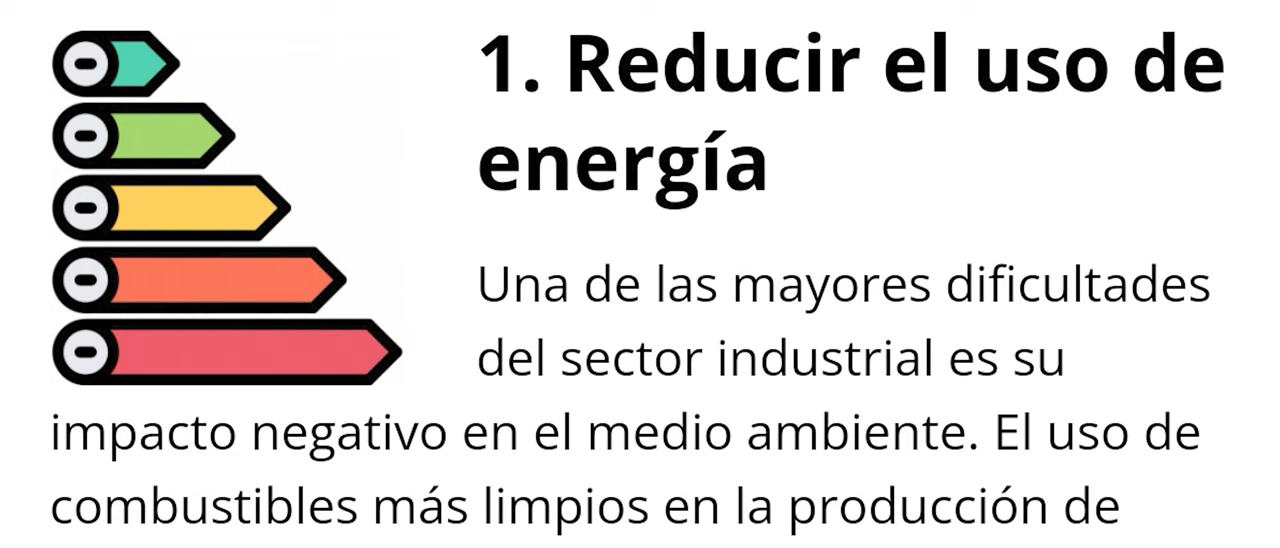 1. Reducir el uso de
energía
Una de las mayores dificultades
del sector industrial es su
impacto negativo en el medio ambiente. El uso de
combustibles más limpios en la producción de